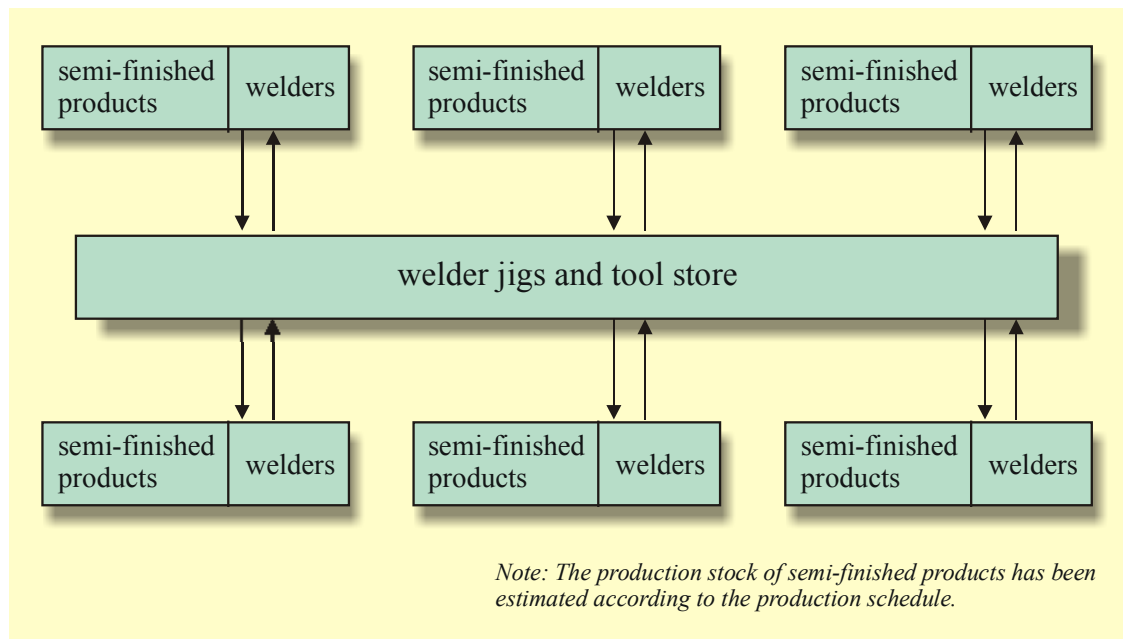 semi-finished
products
welders
semi-finished
products
welders
semi-finished
products
welders
welder jigs and tool store
semi-finished
products
welders
semi-finished
products
welders
semi-finished
products
welders
Note: The production stock of semi-finished products has been
estimated according to the production schedule.